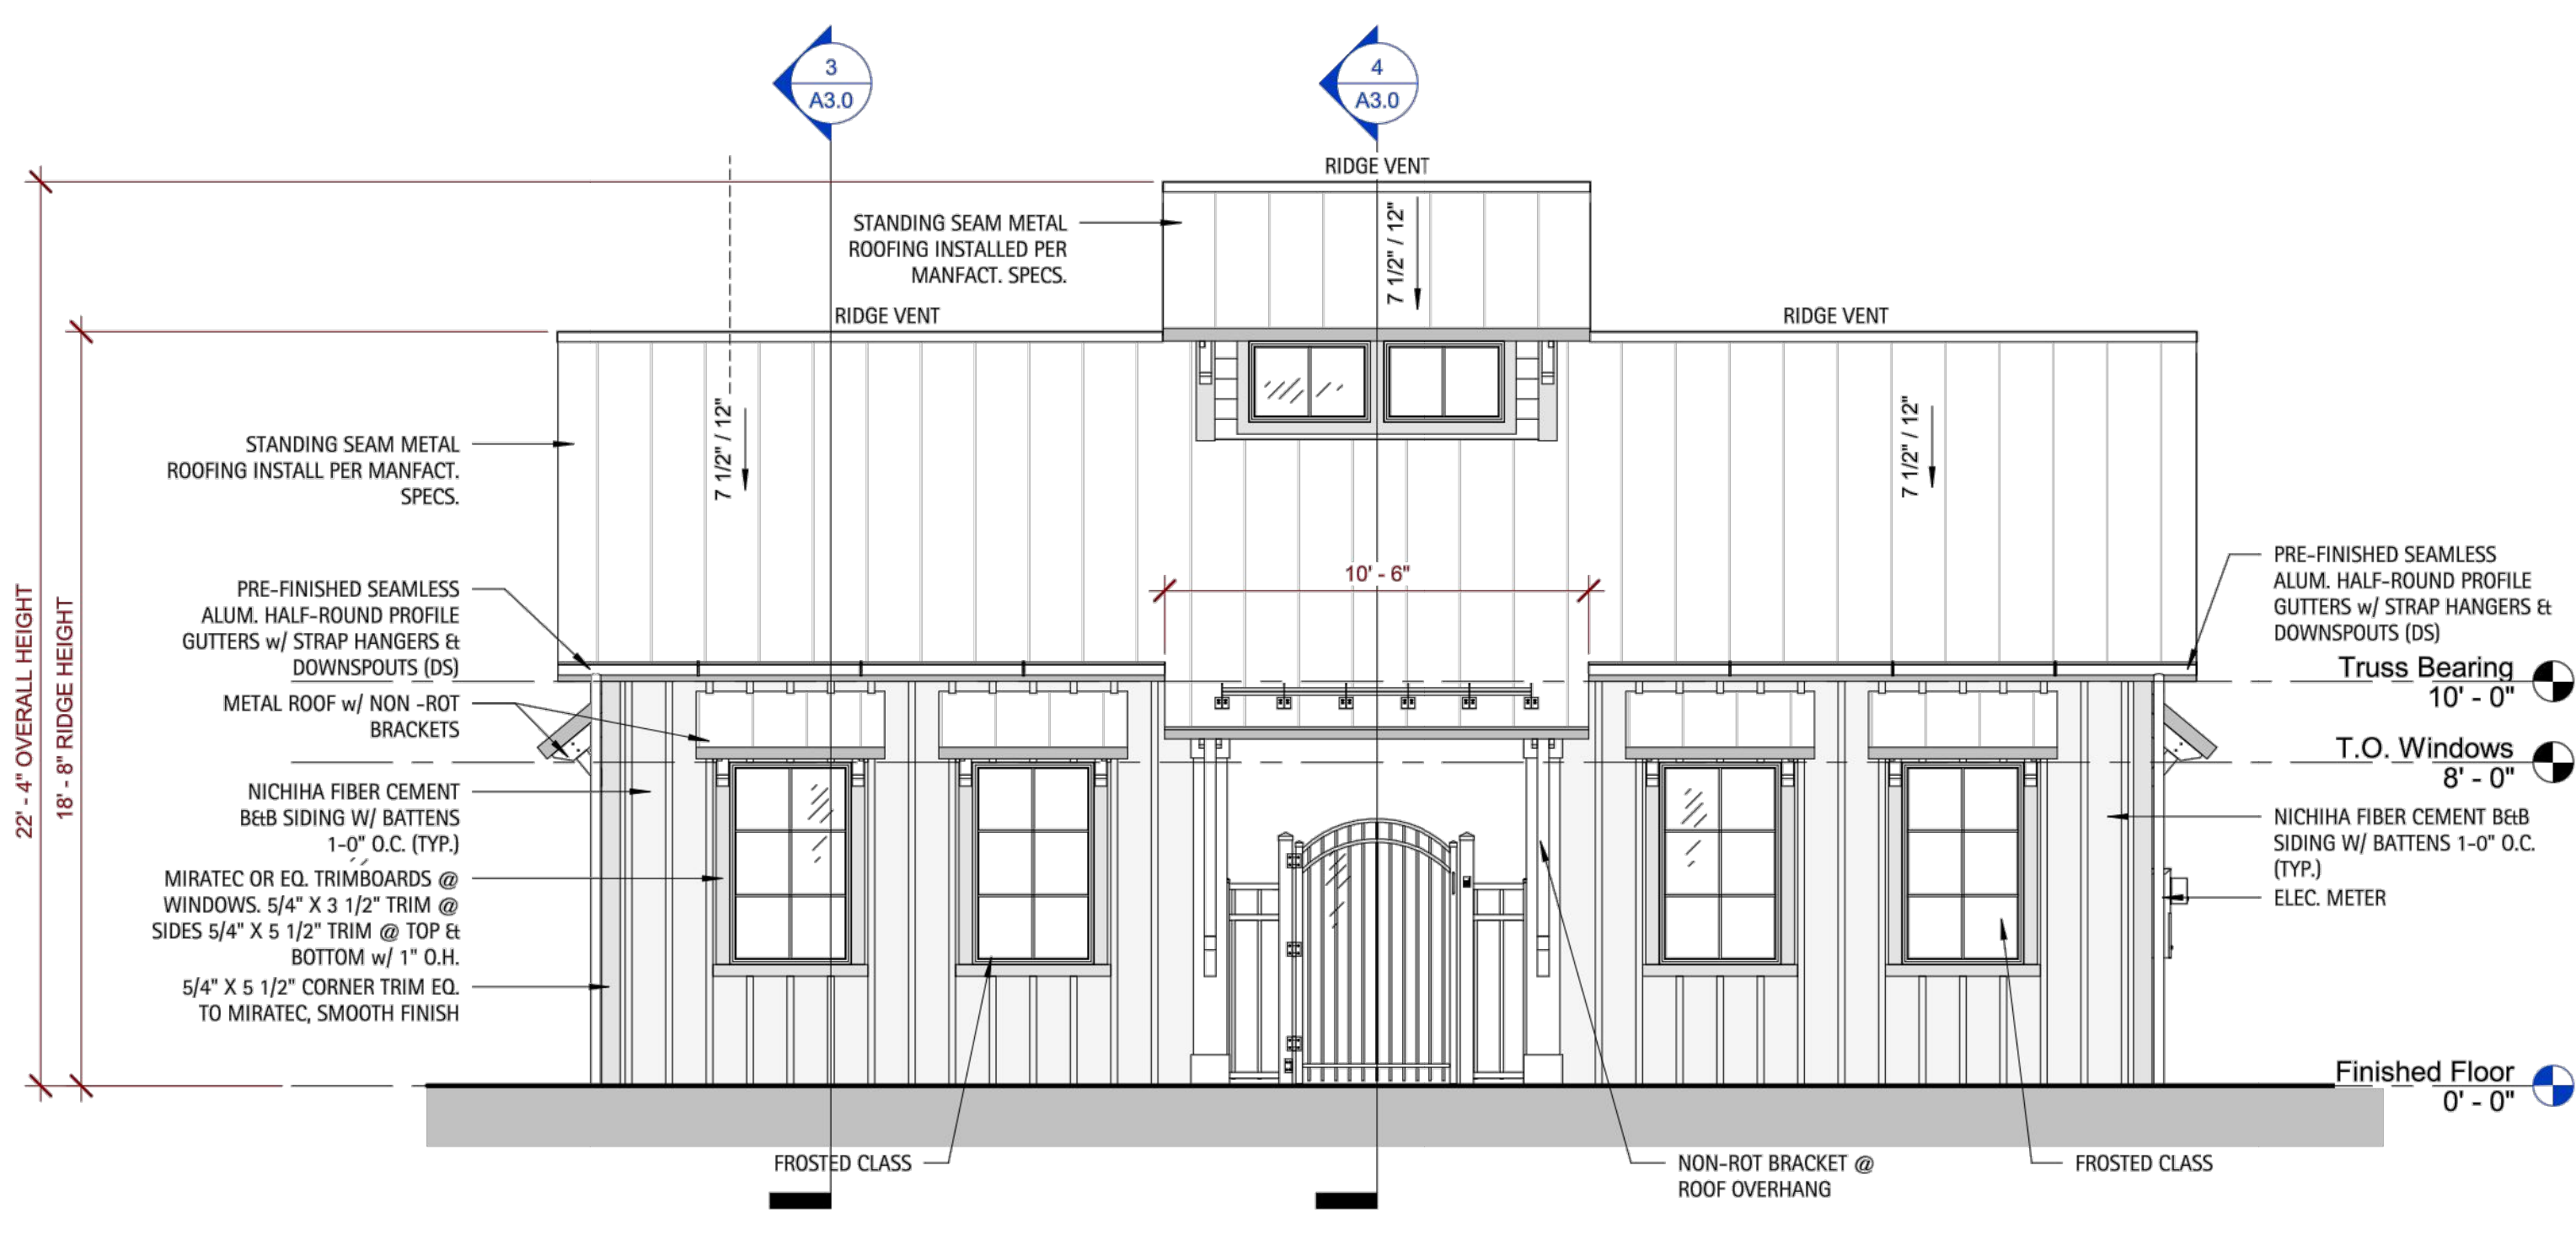 3
A3.0
4
A3.0
RIDGE VENT
STANDING SEAM METAL
ROOFING INSTALLED PER
MANFACT. SPECS.
7 1/2" / 12"
RIDGE VENT
RIDGE VENT
7 1/2" / 12"
7 1/2" / 12"
STANDING SEAM METAL
ROOFING INSTALL PER MANFACT.
SPECS.
22' - 4" OVERALL HEIGHT
18' - 8" RIDGE HEIGHT
10' - 6"
PRE-FINISHED SEAMLESS
ALUM. HALF-ROUND PROFILE
GUTTERS w/ STRAP HANGERS &
DOWNSPOUTS (DS)
METAL ROOF w/ NON -ROT
BRACKETS
NICHIHA FIBER CEMENT
B&B SIDING W/ BATTENS
1-0" O.C. (TYP.)
MIRATEC OR EQ. TRIMBOARDS @
WINDOWS. 5/4" X 3 1/2" TRIM @
SIDES 5/4" X 5 1/2" TRIM @ TOP &
BOTTOM w/ 1" O.H.
5/4" X 5 1/2" CORNER TRIM EQ.
TO MIRATEC, SMOOTH FINISH
PRE-FINISHED SEAMLESS
ALUM. HALF-ROUND PROFILE
GUTTERS w/ STRAP HANGERS &
DOWNSPOUTS (DS)
Truss Bearing
10' - 0"
T.O. Windows
8' - 0"
NICHIHA FIBER CEMENT B&B
SIDING W/ BATTENS 1-0" O.C.
(TYP.)
ELEC. METER
Finished Floor
0' - 0"
FROSTED CLASS
NON-ROT BRACKET @
ROOF OVERHANG
FROSTED CLASS